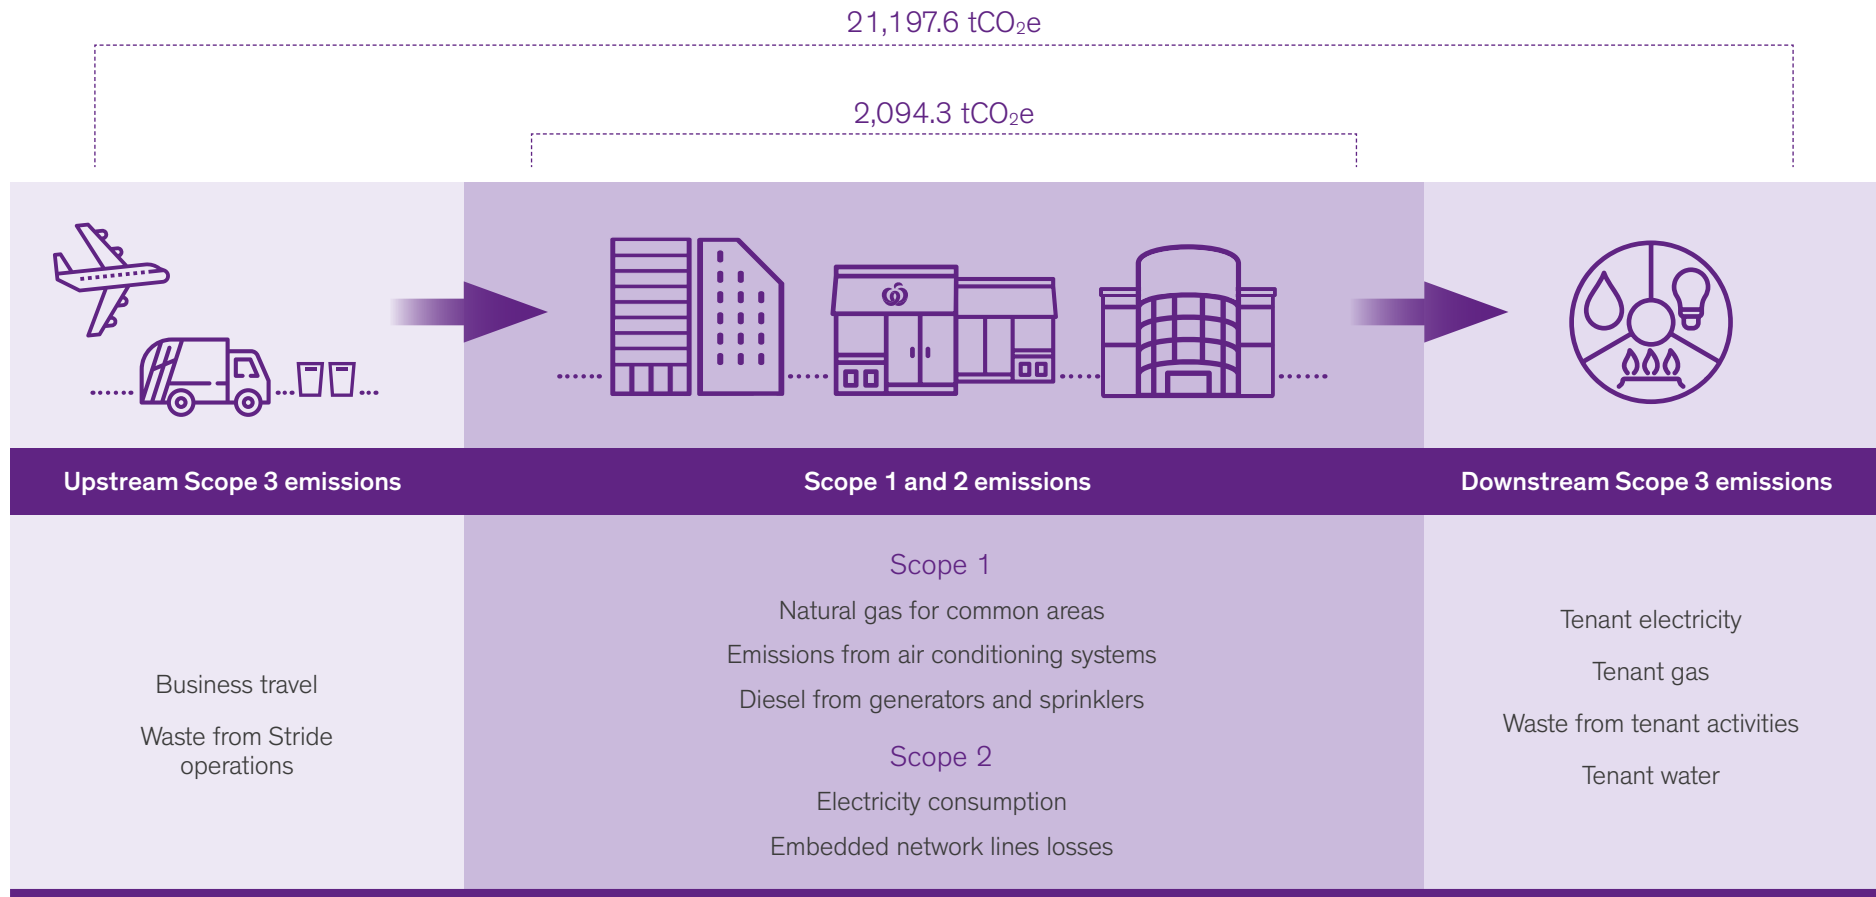 21,197.6 tCO₂e
2,094.3 tCO₂e
Upstream Scope 3 emissions
Scope 1 and 2 emissions
Downstream Scope 3 emissions
Business travel
Waste from Stride
operations
Scope 1
Natural gas for common areas
Emissions from air conditioning systems
Diesel from generators and sprinklers
Scope 2
Electricity consumption
Embedded network lines losses
Tenant electricity
Tenant gas
Waste from tenant activities
Tenant water